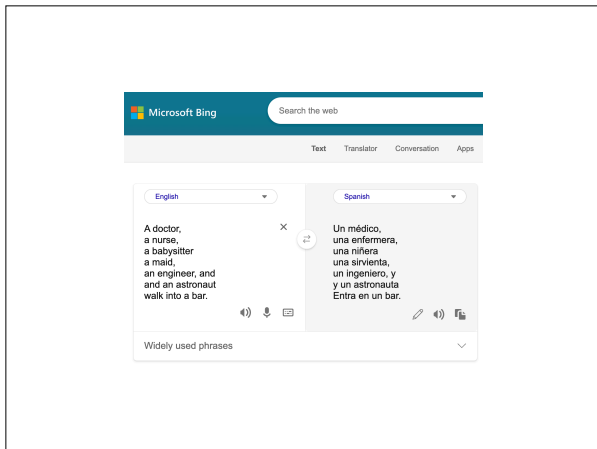 Microsoft Bing
Search the web
Text Translator Conversation Apps
English
Spanish
A doctor,
a nurse,
a babysitter
a maid,
an engineer, and
and an astronaut
walk into a bar.
Un médico,
una enfermera,
una niñera
una sirvienta,
un ingeniero, y
y un astronauta
Entra en un bar.
Widely used phrases